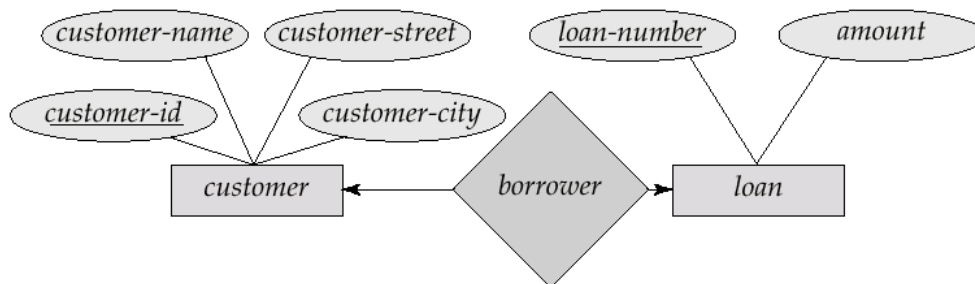 customer-name
customer-street
loan-number
amount
customer-id
customer-city
customer
borrower
loan